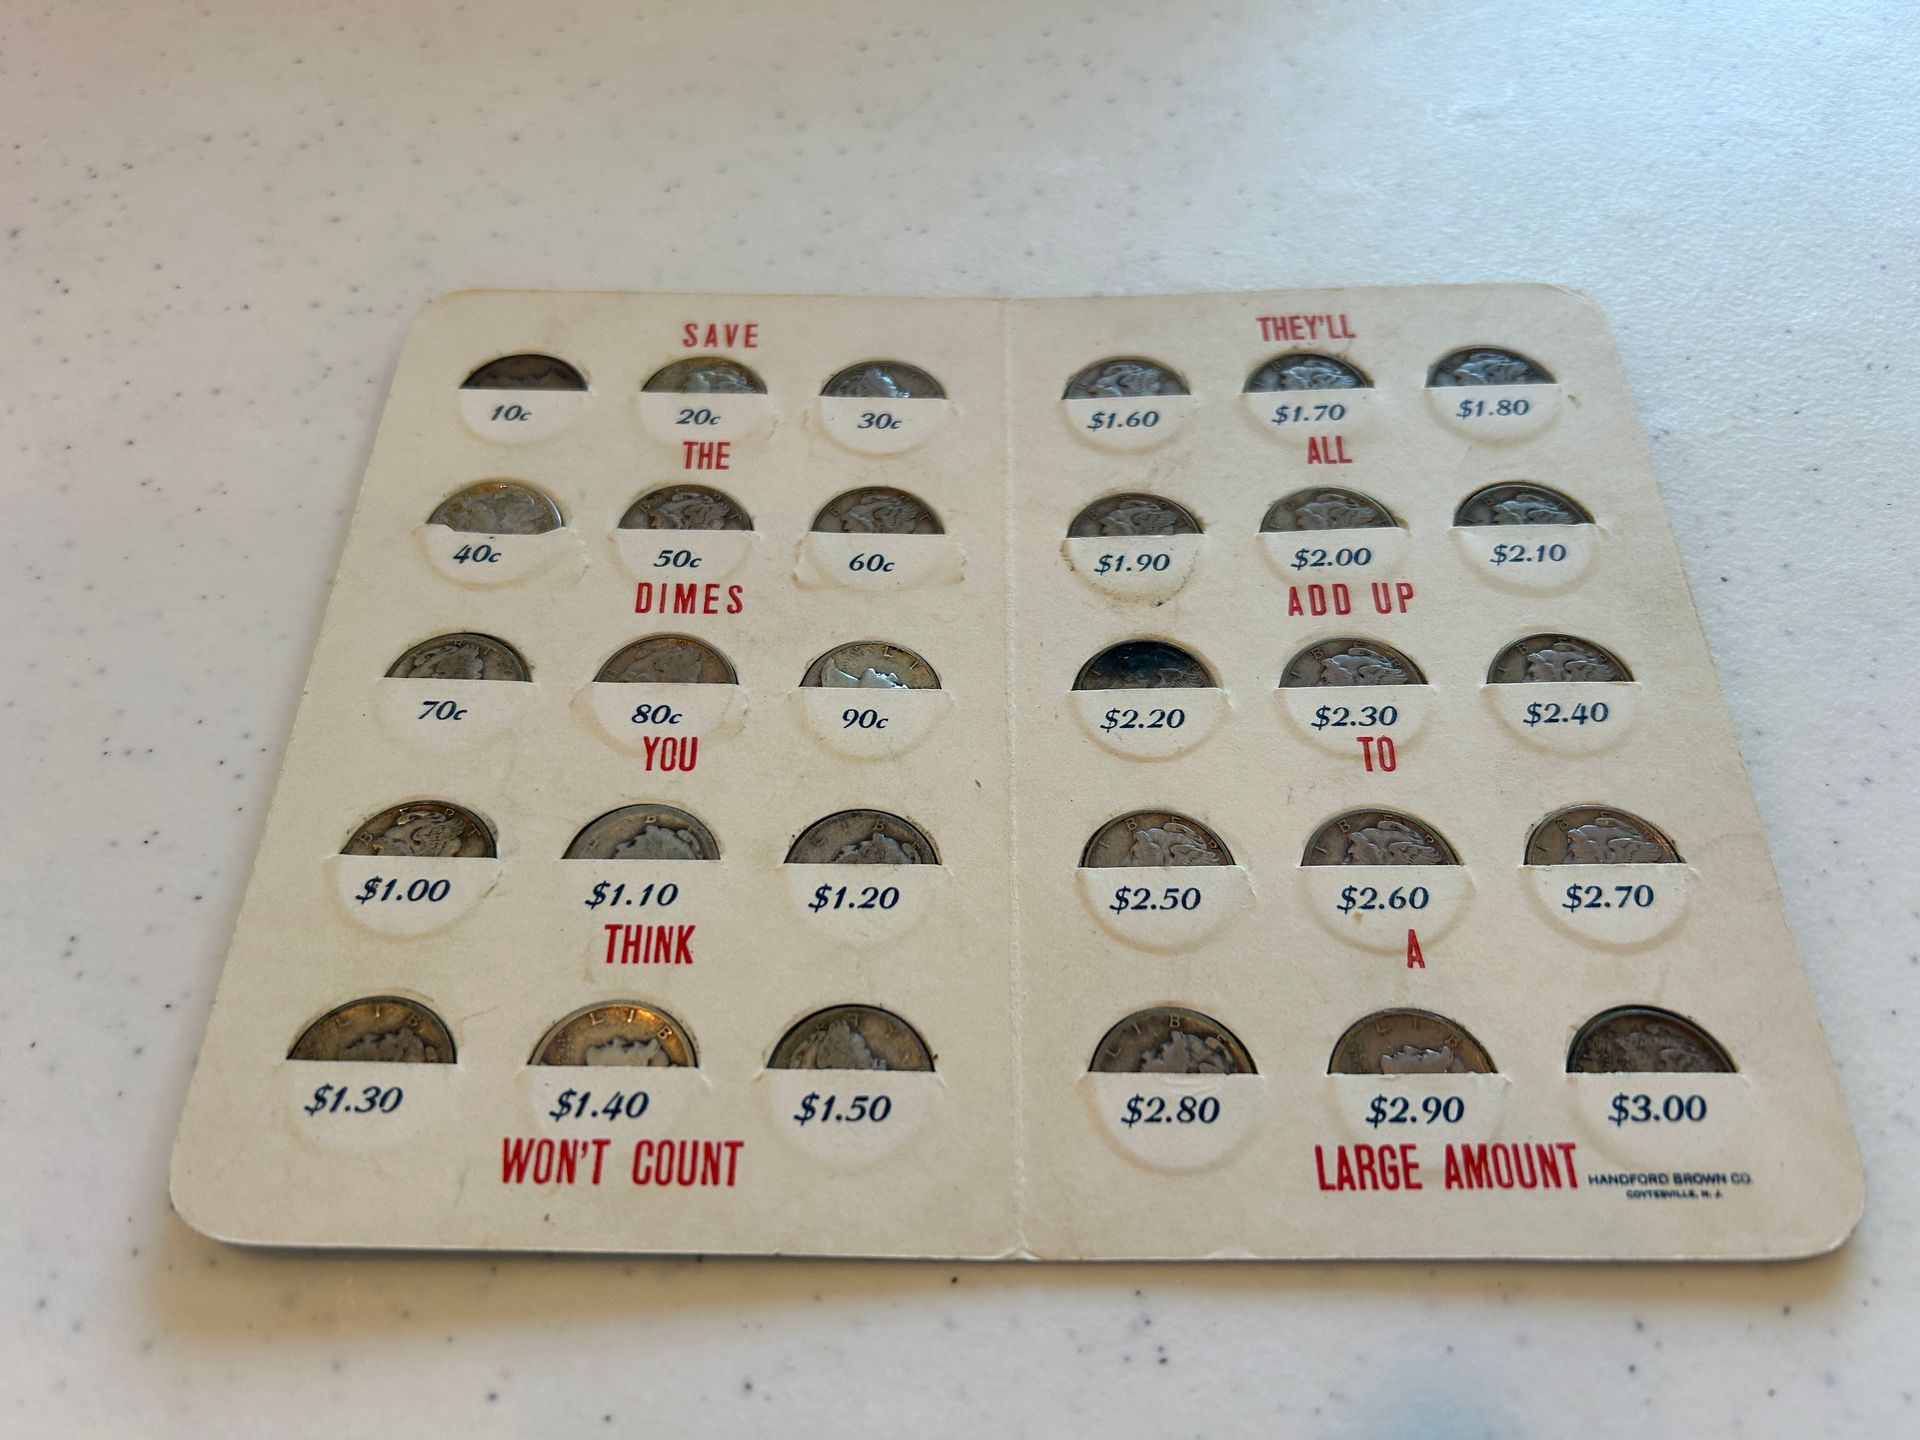 SAVE
10c 20c 30c
THE
40c 50c 60c
DIMES
70c 80c 90c
YOU
$1.00 $1.10 $1.20
THINK
$1.30 $1.40 $1.50
WON'T COUNT
THEY'LL
$1.60 $1.70 $1.80
ALL
$1.90 $2.00 $2.10
ADD UP
$2.20 $2.30 $2.40
TO
$2.50 $2.60 $2.70
A
$2.80 $2.90 $3.00
LARGE AMOUNT
HANDFORD BROWN CO.
COYTESVILLE, N. J.